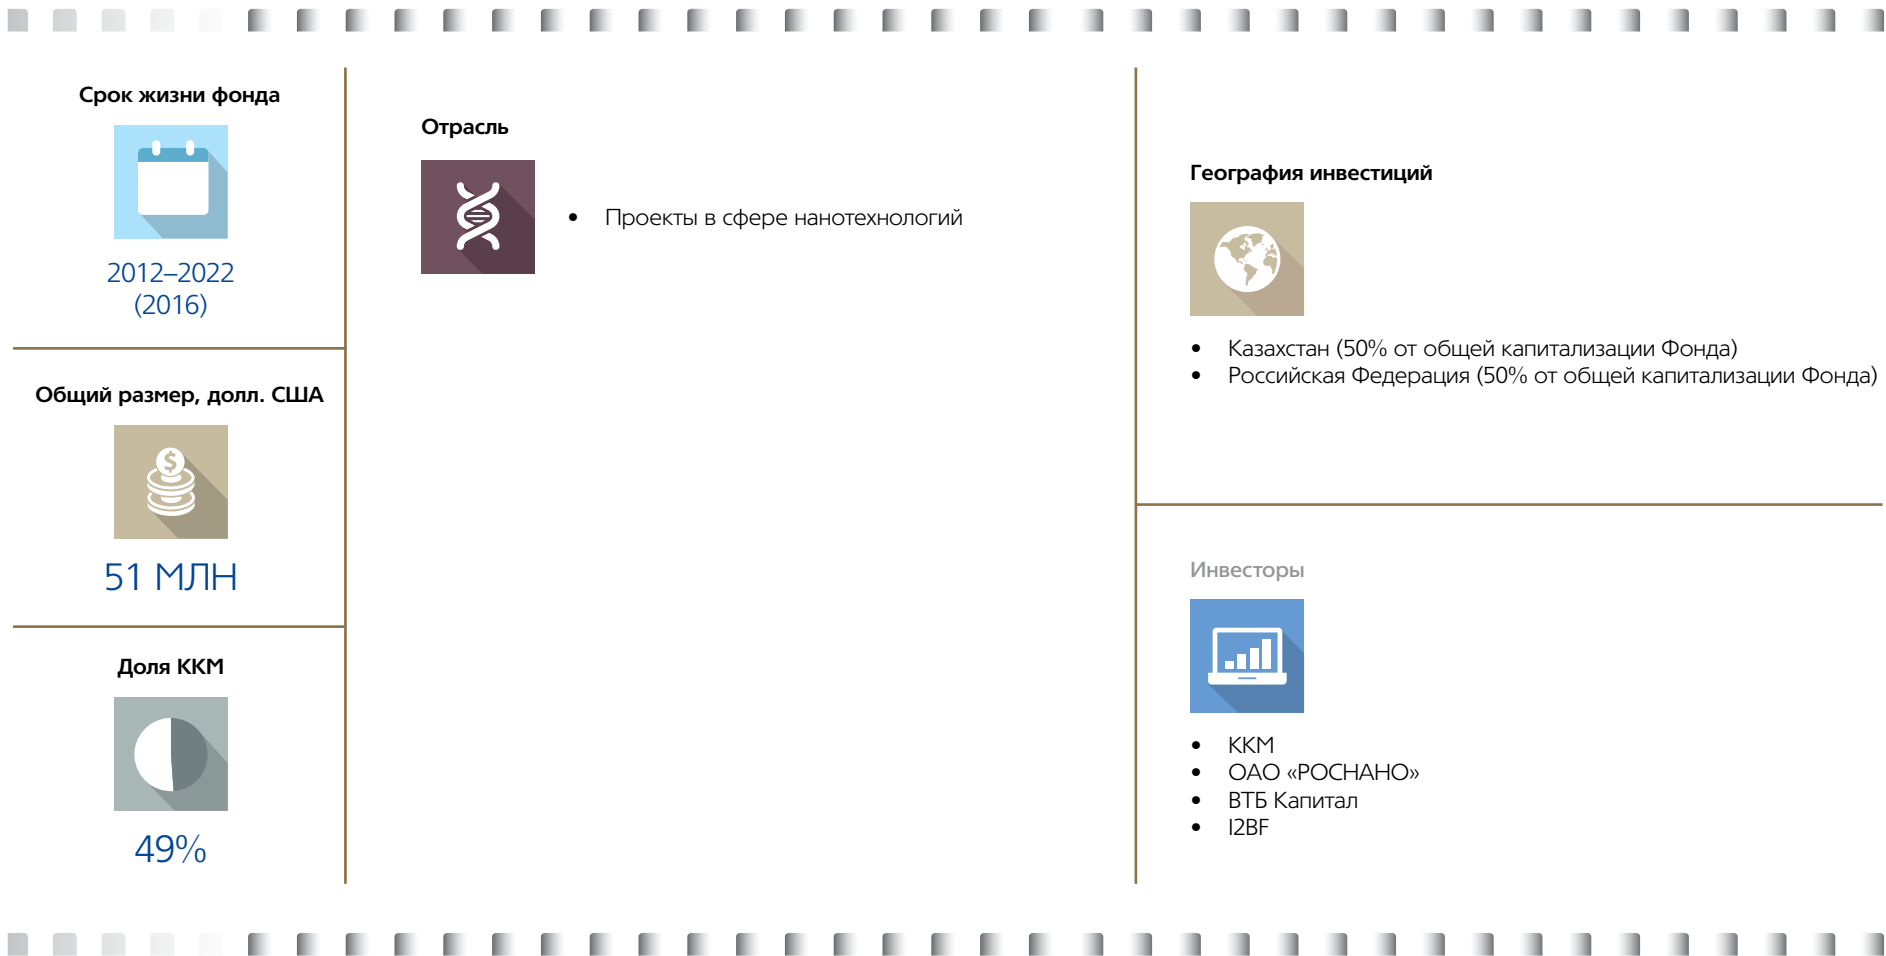 Срок жизни фонда
2012–2022
(2016)
Общий размер, долл. США
$
51 МЛН
Доля ККМ
49%
Отрасль
• Проекты в сфере нанотехнологий
География инвестиций
• Казахстан (50% от общей капитализации Фонда)
• Российская Федерация (50% от общей капитализации Фонда)
Инвесторы
• ККМ
• ОАО «РОСНАНО»
• ВТБ Капитал
• I2BF